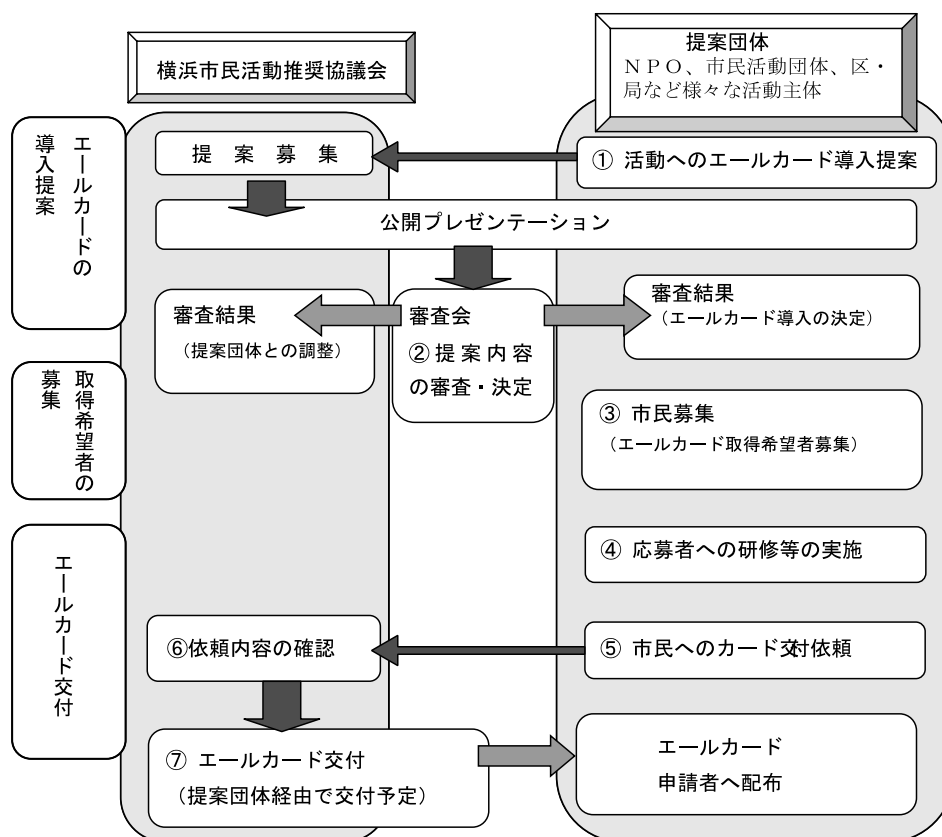 横浜市民活動推奨協議会
提案団体
ＮＰＯ、市民活動団体、区・
局など様々な活動主体
エールカードの
導入提案
提　案　募　集
① 活動へのエールカード導入提案
公開プレゼンテーション
審査結果
（提案団体との調整）
審査会
② 提 案 内 容
の 審査・決定
審査結果
（エールカード導入の決定）
取得希望者の
募集
③ 市民募集
（エールカード取得希望者募集）
エールカード交付
④ 応募者への研修等の実施
⑥依頼内容の確認
⑤ 市民へのカード交付依頼
⑦ エールカード交付
（提案団体経由で交付予定）
エールカード
申請者へ配布